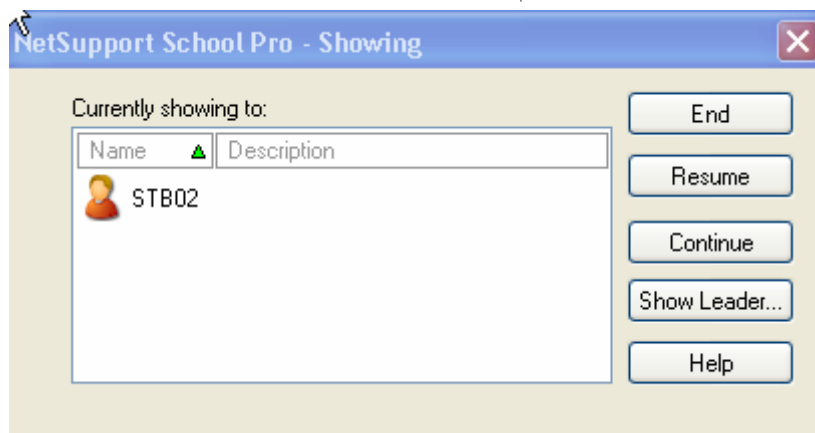 NetSupport School Pro - Showing
Currently showing to:
Name Description
STB02
End
Resume
Continue
Show Leader...
Help